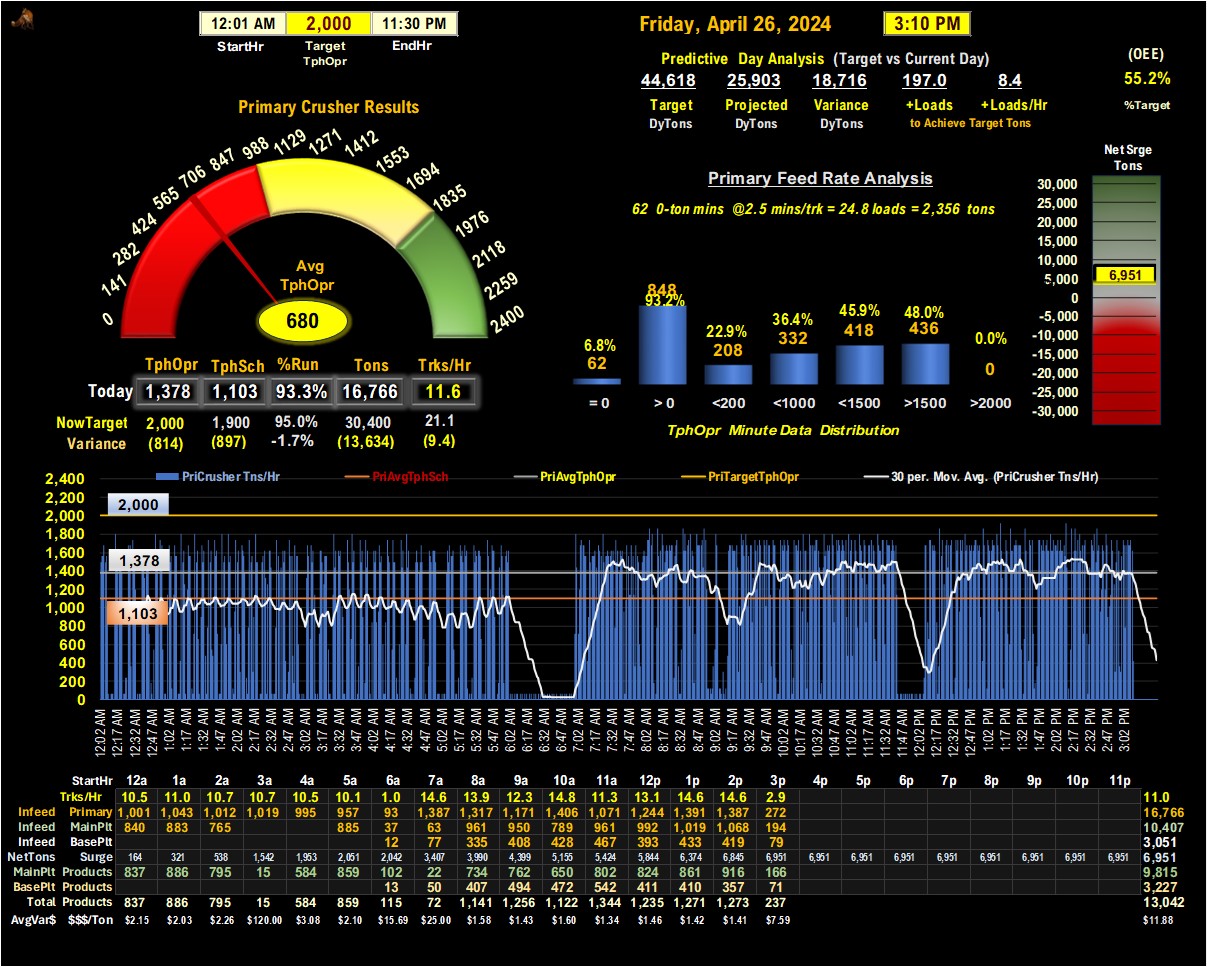 12:01 AM 2,000 11:30 PM
StartHr Target TphOpr EndHr
Friday, April 26, 2024 3:10 PM
Predictive Day Analysis (Target vs Current Day)
44,618 25,903 18,716 197.0 8.4
Target Projected Variance +Loads +Loads/Hr
DyTons DyTons DyTons to Achieve Target Tons
(OEE)
55.2%
%Target
Primary Crusher Results
0 141 282 424 565 706 847 988 1129 1271 1412 1553 1694 1835 1976 2118 2259 2400
Avg
TphOpr
680
TphOpr TphSch %Run Tons Trks/Hr
Today 1,378 1,103 93.3% 16,766 11.6
NowTarget 2,000 1,900 95.0% 30,400 21.1
Variance (814) (897) -1.7% (13,634) (9.4)
Primary Feed Rate Analysis
62 0-ton mins @2.5 mins/trk = 24.8 loads = 2,356 tons
6.8% 93.2% 22.9% 36.4% 45.9% 48.0% 0.0%
62 848 208 332 418 436 0
= 0 > 0 <200 <1000 <1500 >1500 >2000
TphOpr Minute Data Distribution
Net Srge
Tons
30,000
25,000
20,000
15,000
10,000
5,000
0
-5,000
-10,000
-15,000
-20,000
-25,000
-30,000
6,951
PriCrusher Tns/Hr PriAvgTphSch PriAvgTphOpr PriTargetTphOpr 30 per. Mov. Avg. (PriCrusher Tns/Hr)
2,400
2,200
2,000
1,800
1,600
1,400
1,200
1,000
800
600
400
200
0
2,000
1,378
1,103
12:02 AM 12:17 AM 12:32 AM 12:47 AM 1:02 AM 1:17 AM 1:32 AM 1:47 AM 2:02 AM 2:17 AM 2:32 AM 2:47 AM 3:02 AM 3:17 AM 3:32 AM 3:47 AM 4:02 AM 4:17 AM 4:32 AM 4:47 AM 5:02 AM 5:17 AM 5:32 AM 5:47 AM 6:02 AM 6:17 AM 6:32 AM 6:47 AM 7:02 AM 7:17 AM 7:32 AM 7:47 AM 8:02 AM 8:17 AM 8:32 AM 8:47 AM 9:02 AM 9:17 AM 9:32 AM 9:47 AM 10:02 AM 10:17 AM 10:32 AM 10:47 AM 11:02 AM 11:17 AM 11:32 AM 11:47 AM 12:02 PM 12:17 PM 12:32 PM 12:47 PM 1:02 PM 1:17 PM 1:32 PM 1:47 PM 2:02 PM 2:17 PM 2:32 PM 2:47 PM 3:02 PM
StartHr 12a 1a 2a 3a 4a 5a 6a 7a 8a 9a 10a 11a 12p 1p 2p 3p 4p 5p 6p 7p 8p 9p 10p 11p
Trks/Hr 10.5 11.0 10.7 10.7 10.5 10.1 1.0 14.6 13.9 12.3 14.8 11.3 13.1 14.6 14.6 2.9 11.0
Infeed Primary 1,001 1,043 1,012 1,019 995 957 93 1,387 1,317 1,171 1,406 1,071 1,244 1,391 1,387 272 16,766
Infeed MainPlt 840 883 765 885 37 63 961 950 789 961 992 1,019 1,068 194 10,407
Infeed BasePlt 12 77 335 408 428 467 393 433 419 79 3,051
NetTons Surge 164 321 538 1,542 1,953 2,051 2,042 3,407 3,990 4,399 5,155 5,424 5,844 6,374 6,845 6,951 6,951 6,951 6,951 6,951 6,951 6,951 6,951 6,951 6,951
MainPlt Products 837 886 795 15 584 859 102 22 734 762 650 802 824 861 916 166 9,815
BasePlt Products 13 50 407 494 472 542 411 410 357 71 3,227
Total Products 837 886 795 15 584 859 115 72 1,141 1,256 1,122 1,344 1,235 1,271 1,273 237 13,042
AvgVar$ $$$/Ton $2.15 $2.03 $2.26 $120.00 $3.08 $2.10 $15.69 $25.00 $1.58 $1.43 $1.60 $1.34 $1.46 $1.42 $1.41 $7.59 $11.88